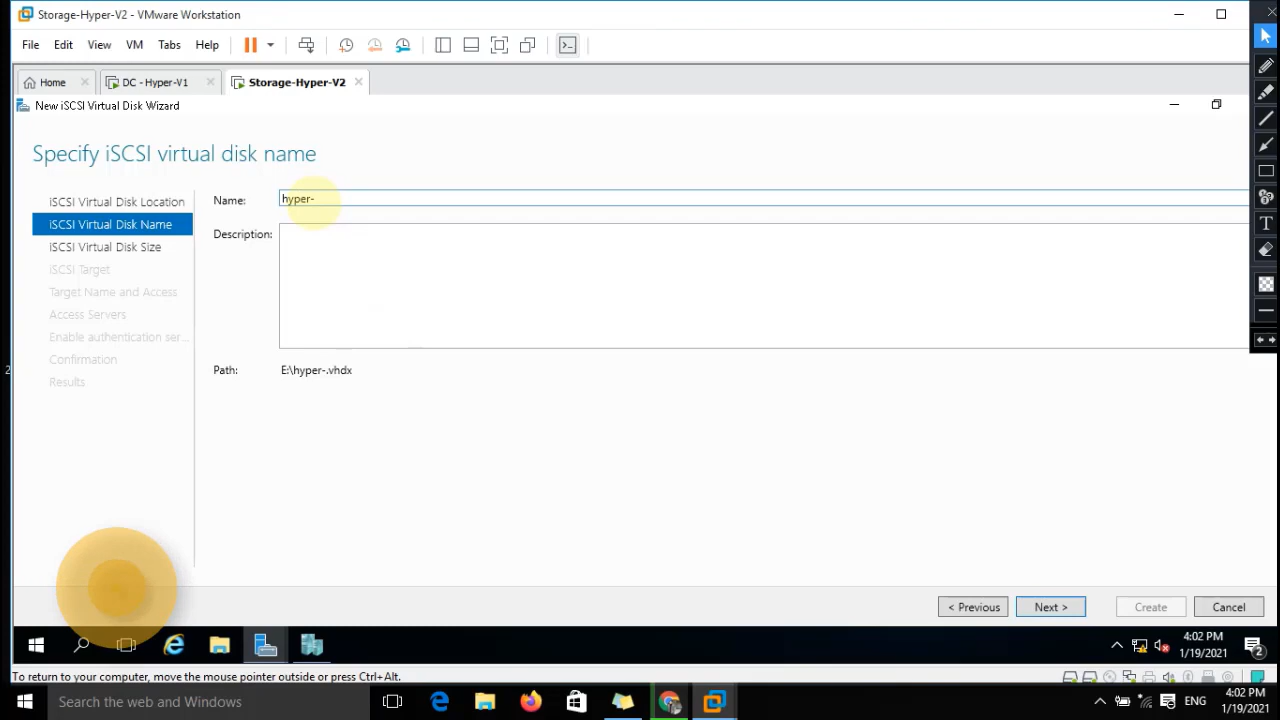 Storage-Hyper-V2 - VMware Workstation
File Edit View VM Tabs Help
Home DC - Hyper-V1 Storage-Hyper-V2
New iSCSI Virtual Disk Wizard
Specify iSCSI virtual disk name
iSCSI Virtual Disk Location
iSCSI Virtual Disk Name
iSCSI Virtual Disk Size
iSCSI Target
Target Name and Access
Access Servers
Enable authentication ser...
Confirmation
Results
Name: hyper-
Description:
Path: E:\hyper-.vhdx
< Previous Next > Create Cancel
4:02 PM
1/19/2021
2
To return to your computer, move the mouse pointer outside or press Ctrl+Alt.
Search the web and Windows
ENG
4:02 PM
1/19/2021